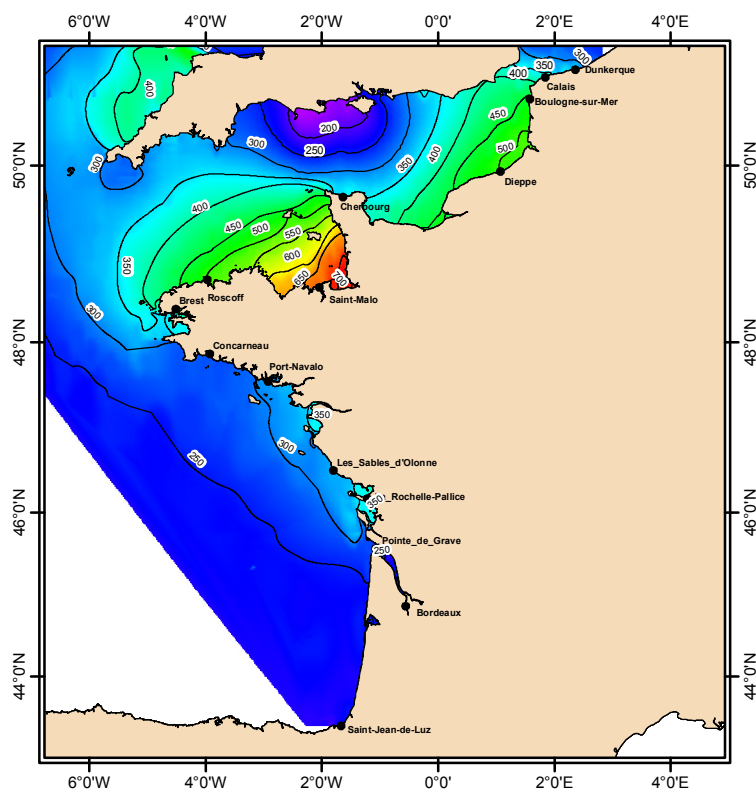 6°0'W 4°0'W 2°0'W 0°0' 2°0'E 4°0'E
300
350
Dunkerque
400
Calais
400
Boulogne-sur-Mer
450
200
300
250
500
400
350
300
50°0'N 50°0'N
Dieppe
Cherbourg
400
450
500
550
600
350
650
700
Roscoff
Saint-Malo
Brest
300
48°0'N 48°0'N
Concarneau
Port-Navalo
350
300
250
Les_Sables_d'Olonne
350
_Rochelle-Pallice
46°0'N 46°0'N
Pointe_de_Grave
250
Bordeaux
44°0'N 44°0'N
Saint-Jean-de-Luz
6°0'W 4°0'W 2°0'W 0°0' 2°0'E 4°0'E